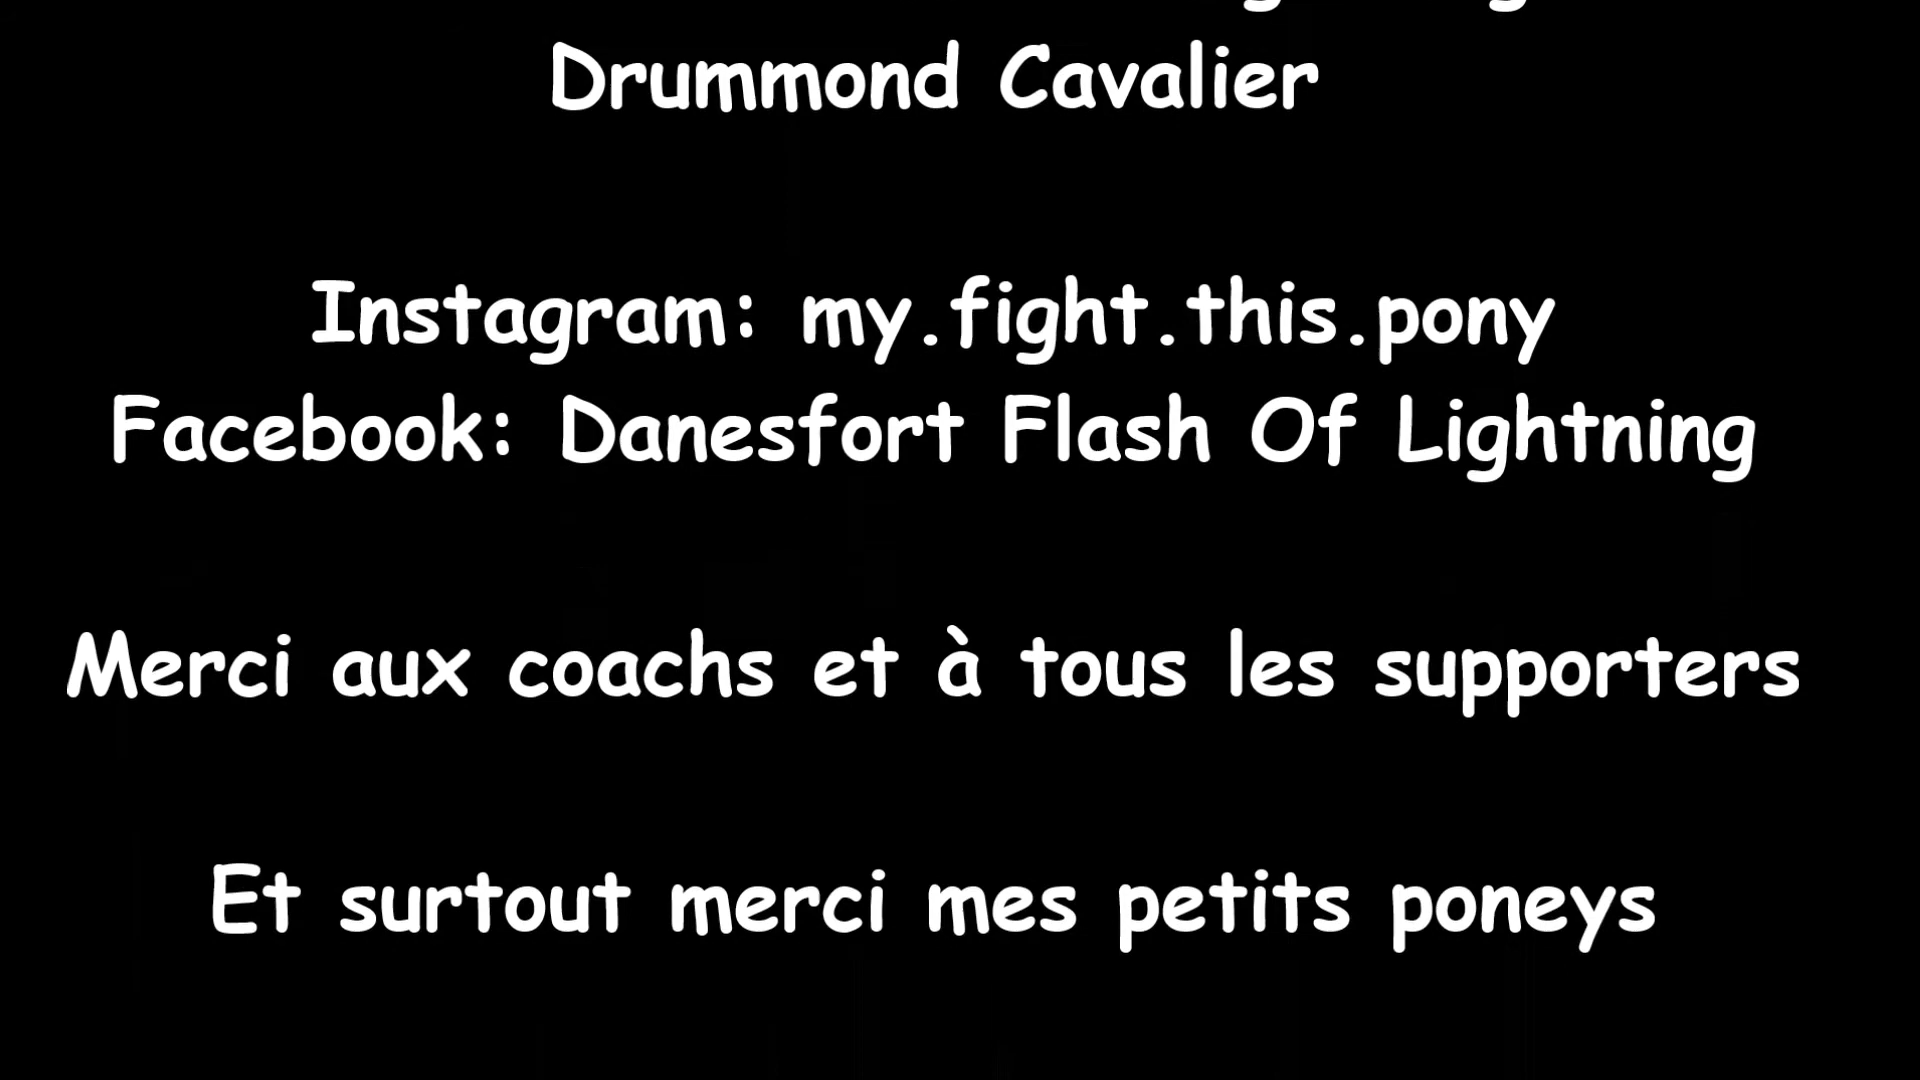 Drummond Cavalier
Instagram: my.fight.this.pony
Facebook: Danesfort Flash Of Lightning
Merci aux coachs et à tous les supporters
Et surtout merci mes petits poneys